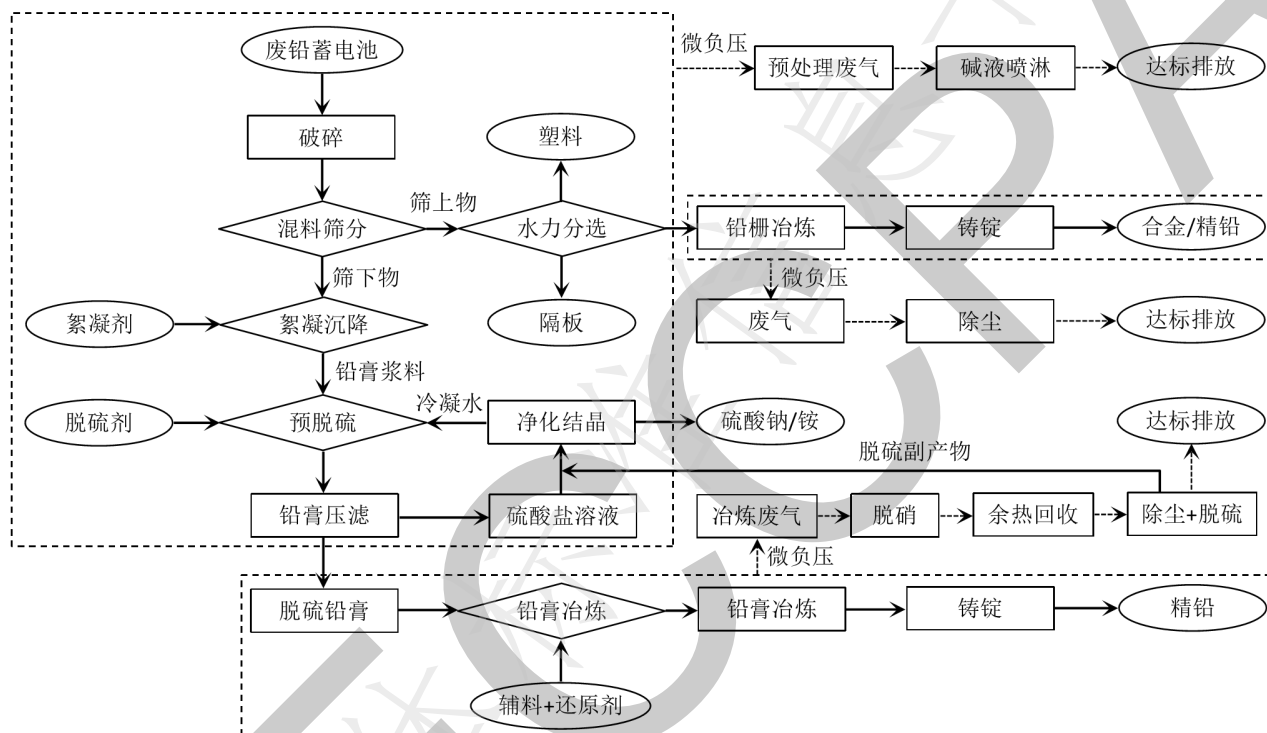 废铅蓄电池
微负压
预处理废气
碱液喷淋
达标排放
破碎
塑料
筛上物
混料筛分
水力分选
铅栅冶炼
铸锭
合金/精铅
筛下物
微负压
絮凝剂
絮凝沉降
隔板
废气
除尘
达标排放
铅膏浆料
冷凝水
脱硫剂
预脱硫
净化结晶
硫酸钠/铵
达标排放
脱硫副产物
铅膏压滤
硫酸盐溶液
冶炼废气
脱硝
余热回收
除尘+脱硫
微负压
脱硫铅膏
铅膏冶炼
铅膏冶炼
铸锭
精铅
辅料+还原剂